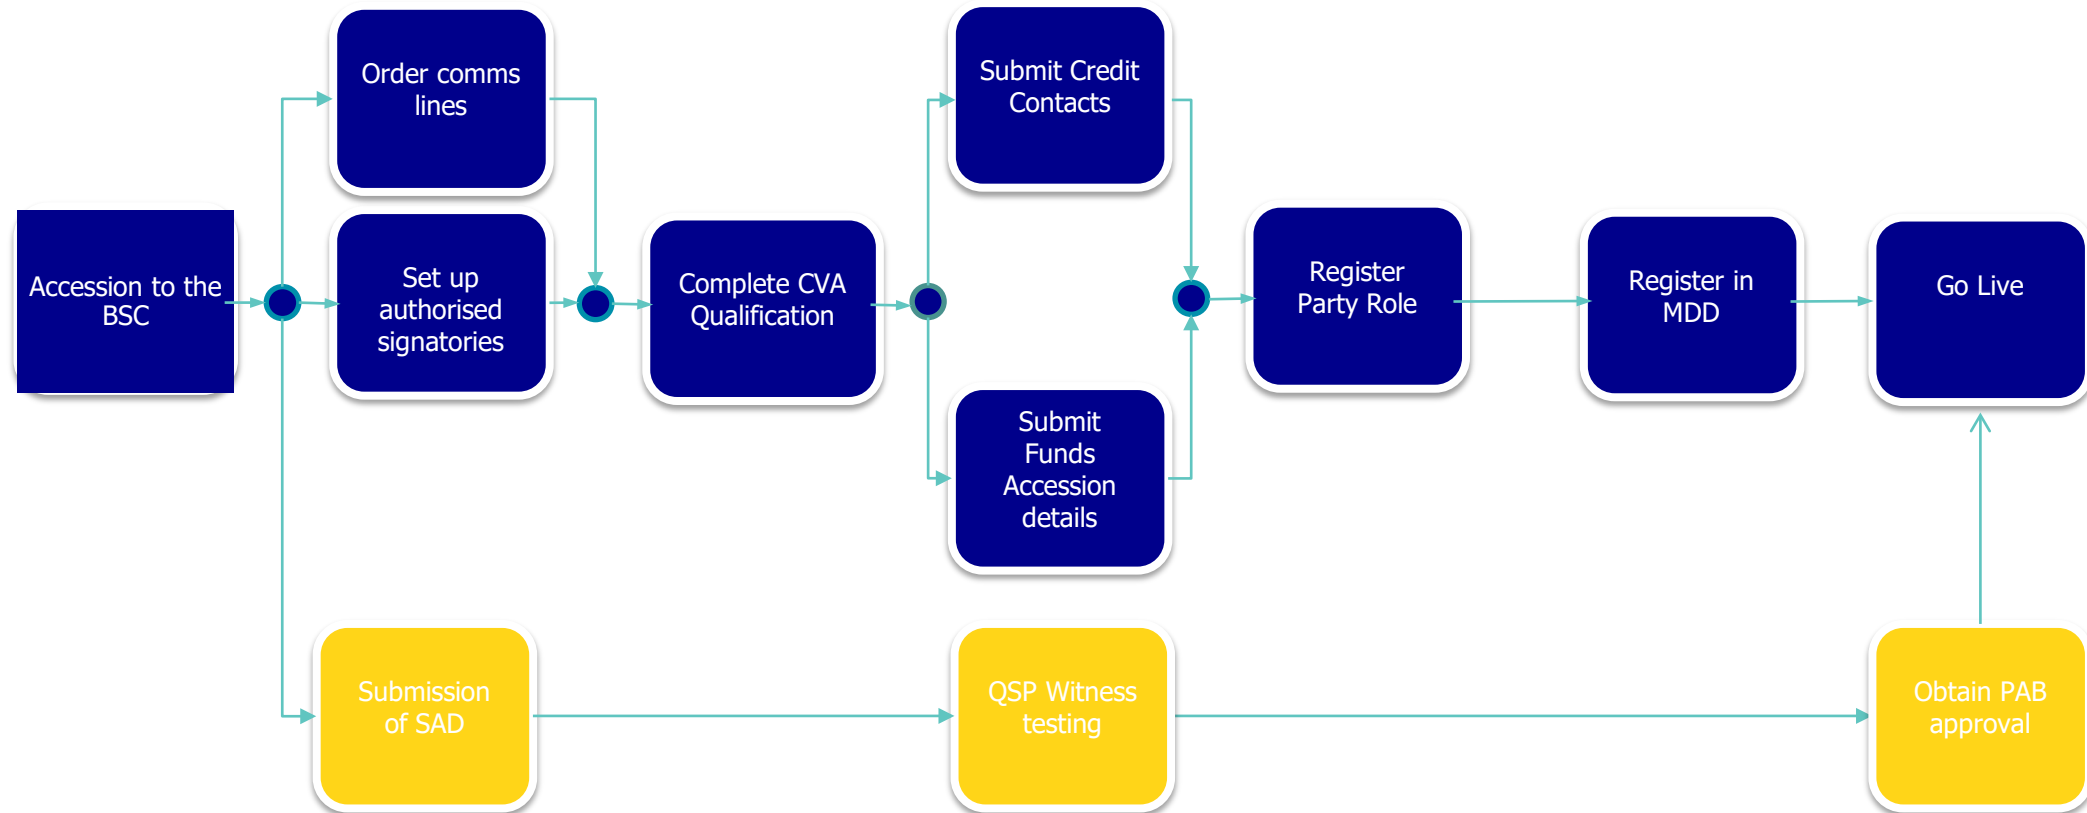 Accession to the
BSC
Order comms
lines
Set up
authorised
signatories
Complete CVA
Qualification
Submit Credit
Contacts
Submit
Funds
Accession
details
Register
Party Role
Register in
MDD
Go Live
Submission
of SAD
QSP Witness
testing
Obtain PAB
approval